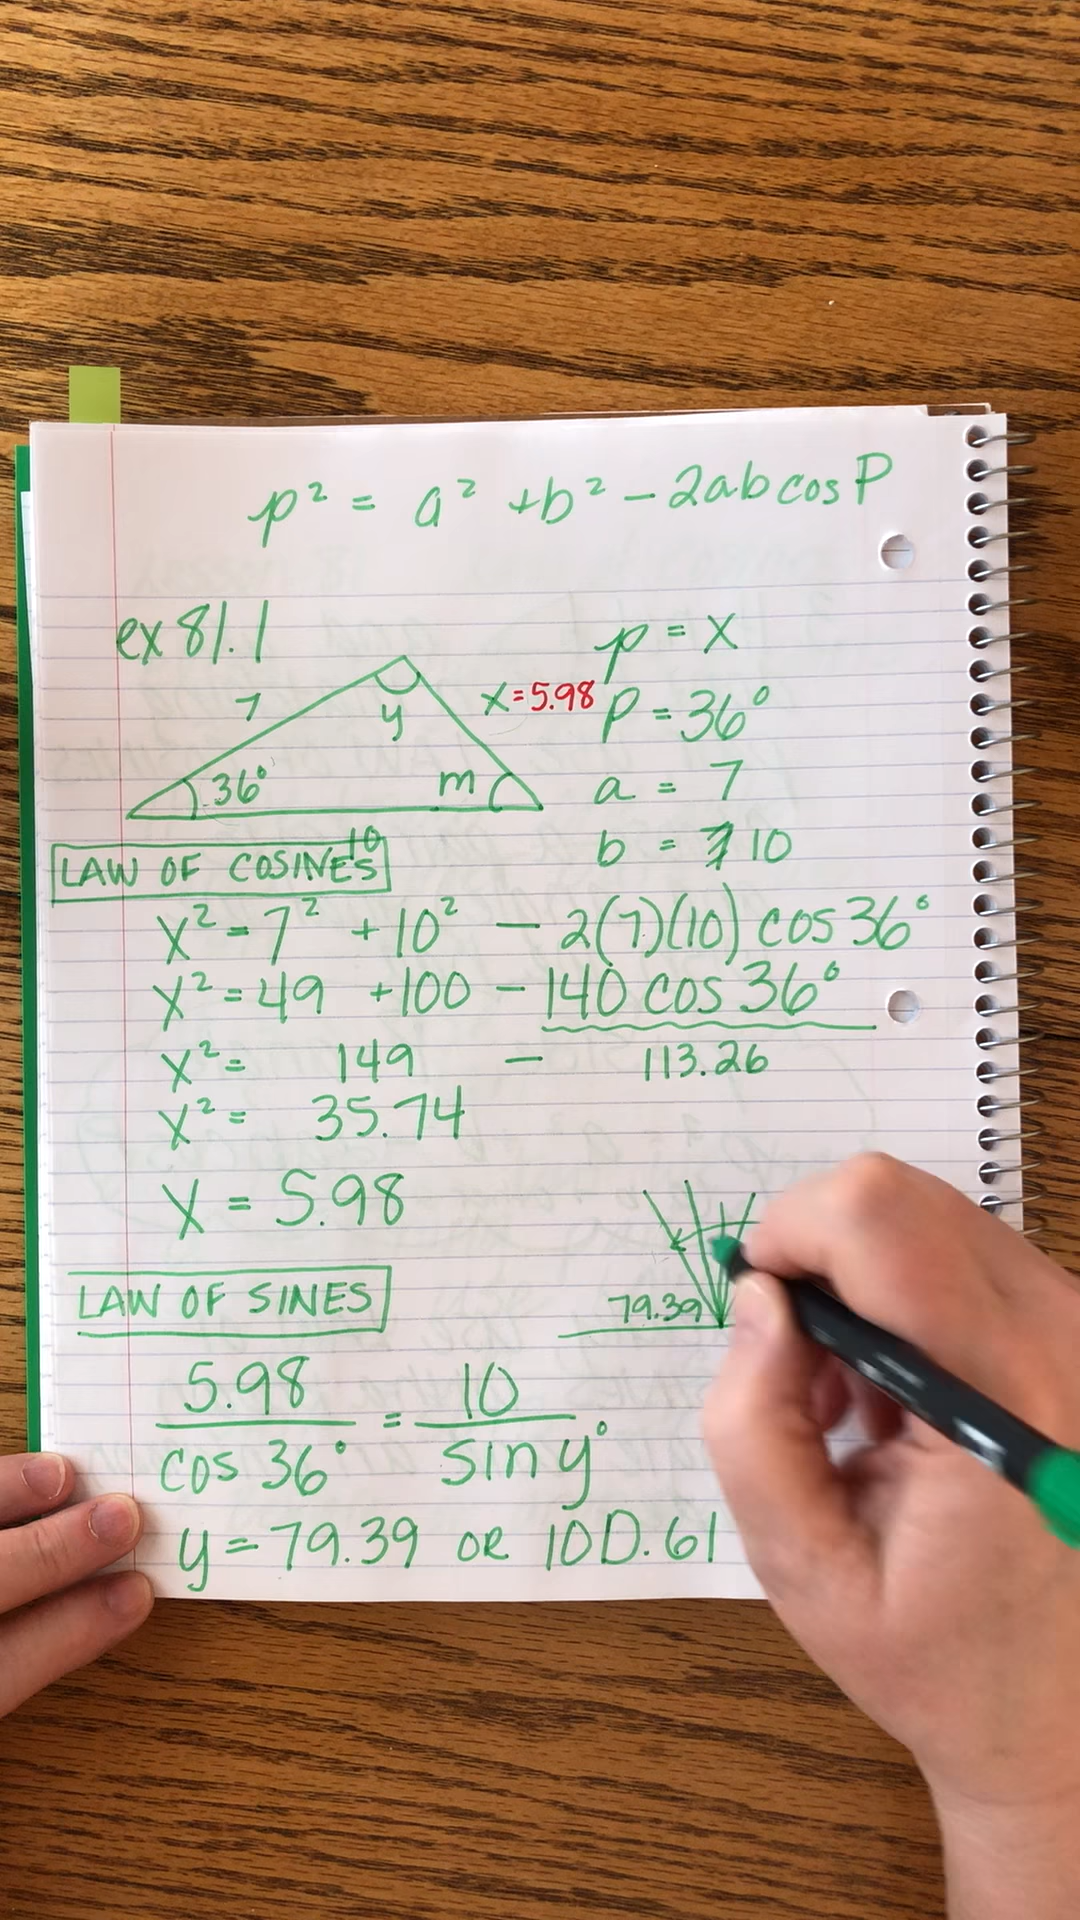 p² = a² + b² - 2ab cos P
ex 81.1
p = x
7
y
x = 5.98
P = 36°
36°
m
a = 7
10
b = 10
LAW OF COSINES
x² = 7² + 10² - 2(7)(10) cos 36°
x² = 49 + 100 - 140 cos 36°
x² = 149 - 113.26
x² = 35.74
x = 5.98
79.39
LAW OF SINES
5.98 = 10
cos 36° sin y°
y = 79.39 OR 100.61